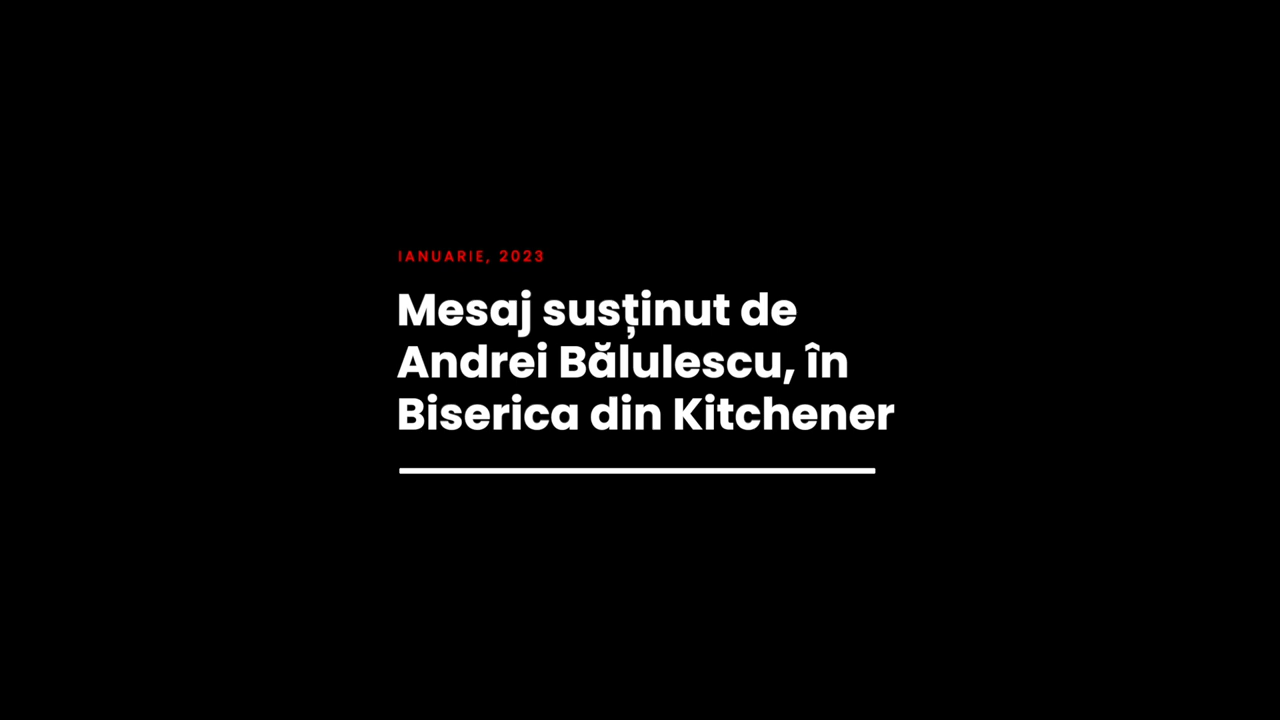 IANUARIE, 2023
Mesaj susținut de
Andrei Bălulescu, în
Biserica din Kitchener